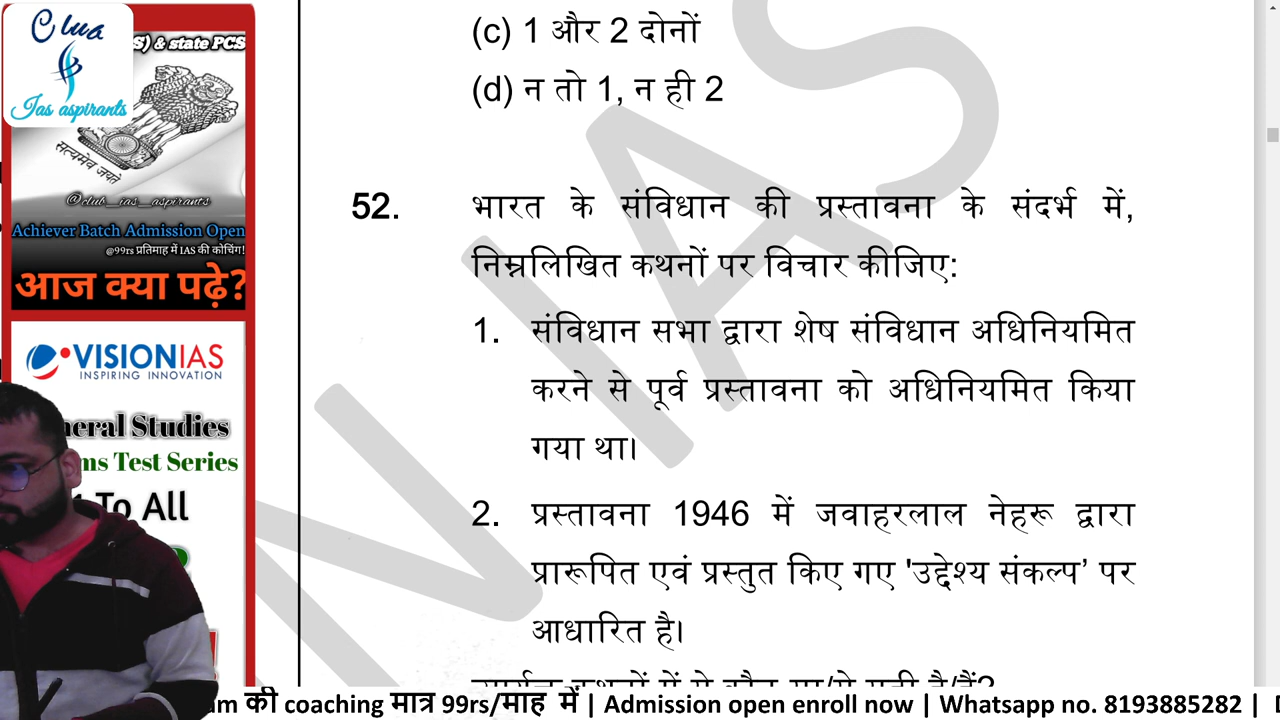 Clua
S) & state PCS
Ias aspirants
सत्यमेव जयते
@club_ias_aspirants
Achiever Batch Admission Open
@99rs प्रतिमाह में IAS की कोचिंग!
आज क्या पढ़े?
VISIONIAS
INSPIRING INNOVATION
neral Studies
ms Test Series
To All
(c) 1 और 2 दोनों
(d) न तो 1, न ही 2
52. भारत के संविधान की प्रस्तावना के संदर्भ में,
निम्नलिखित कथनों पर विचार कीजिए:
1. संविधान सभा द्वारा शेष संविधान अधिनियमित
करने से पूर्व प्रस्तावना को अधिनियमित किया
गया था।
2. प्रस्तावना 1946 में जवाहरलाल नेहरू द्वारा
प्रारूपित एवं प्रस्तुत किए गए 'उद्देश्य संकल्प' पर
आधारित है।
am की coaching मात्र 99rs/माह में | Admission open enroll now | Whatsapp no. 8193885282 |